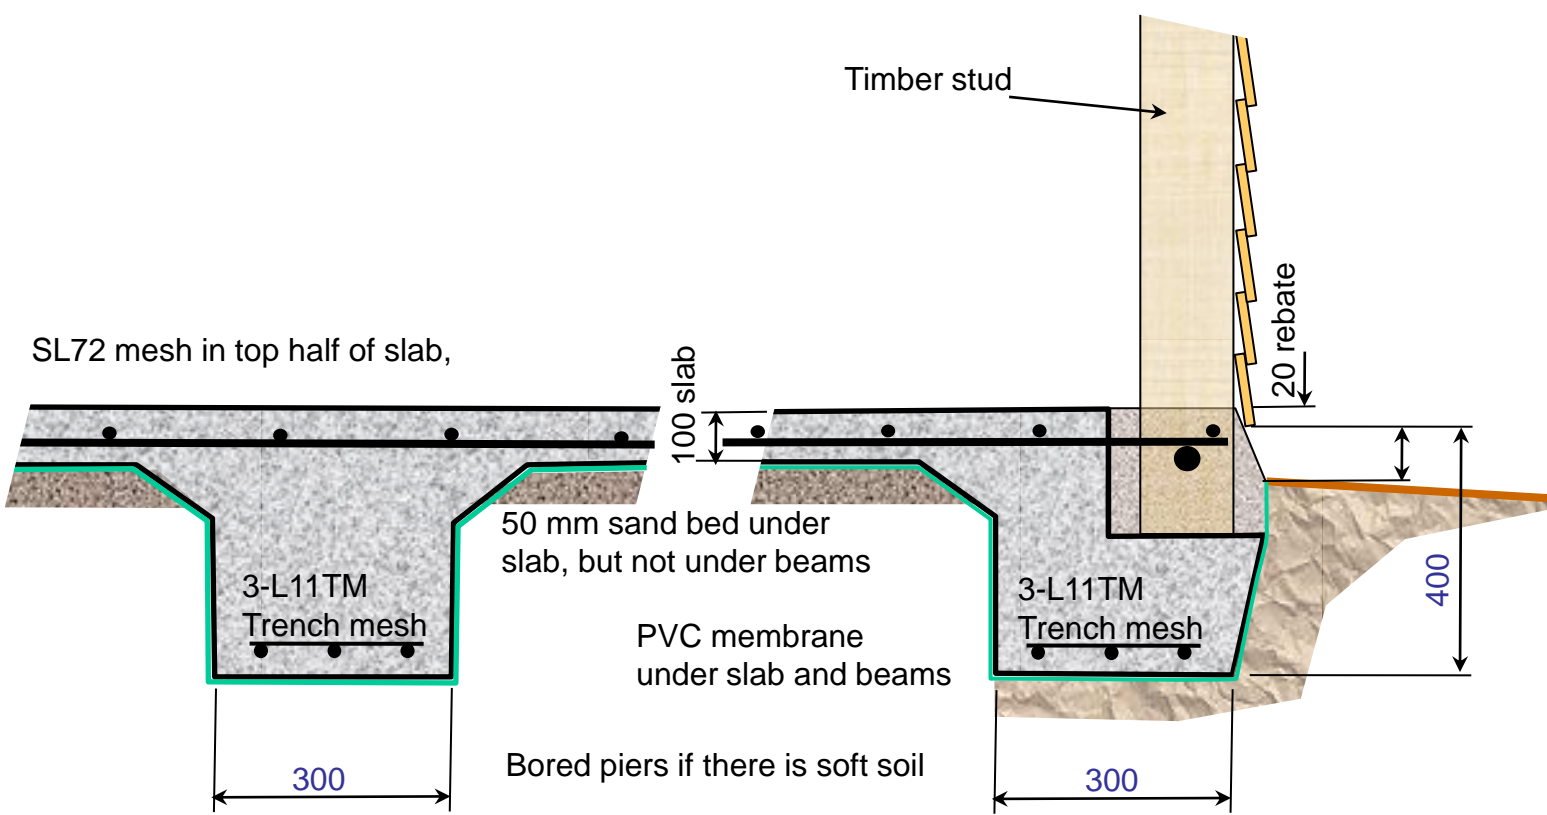 Timber stud
20 rebate
SL72 mesh in top half of slab,
100 slab
50 mm sand bed under
slab, but not under beams
3-L11TM
Trench mesh
3-L11TM
Trench mesh
400
PVC membrane
under slab and beams
Bored piers if there is soft soil
300
300